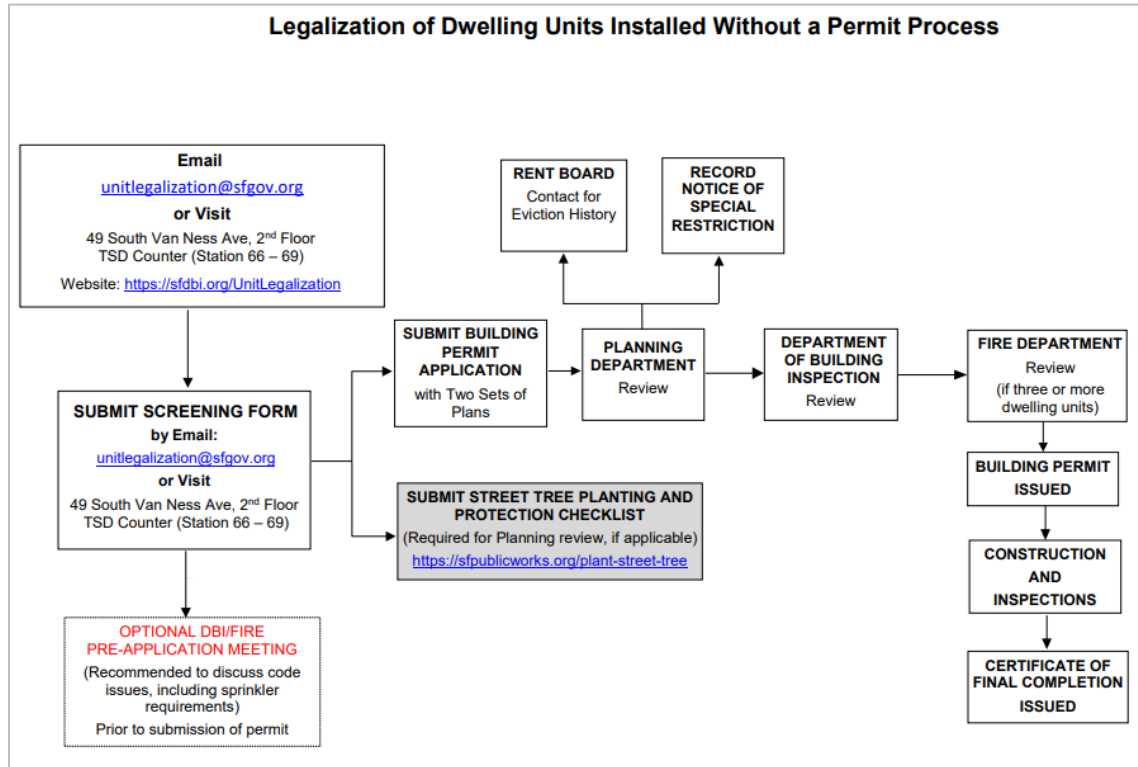 Legalization of Dwelling Units Installed Without a Permit Process
Email
unitlegalization@sfgov.org
or Visit
49 South Van Ness Ave, 2nd Floor
TSD Counter (Station 66 – 69)
Website: https://sfdbi.org/UnitLegalization
SUBMIT SCREENING FORM
by Email:
unitlegalization@sfgov.org
or Visit
49 South Van Ness Ave, 2nd Floor
TSD Counter (Station 66 – 69)
OPTIONAL DBI/FIRE
PRE-APPLICATION MEETING
(Recommended to discuss code
issues, including sprinkler
requirements)
Prior to submission of permit
SUBMIT BUILDING
PERMIT
APPLICATION
with Two Sets of
Plans
SUBMIT STREET TREE PLANTING AND
PROTECTION CHECKLIST
(Required for Planning review, if applicable)
https://sfpublicworks.org/plant-street-tree
RENT BOARD
Contact for
Eviction History
RECORD
NOTICE OF
SPECIAL
RESTRICTION
PLANNING
DEPARTMENT
Review
DEPARTMENT
OF BUILDING
INSPECTION
Review
FIRE DEPARTMENT
Review
(if three or more
dwelling units)
BUILDING PERMIT
ISSUED
CONSTRUCTION
AND
INSPECTIONS
CERTIFICATE OF
FINAL COMPLETION
ISSUED